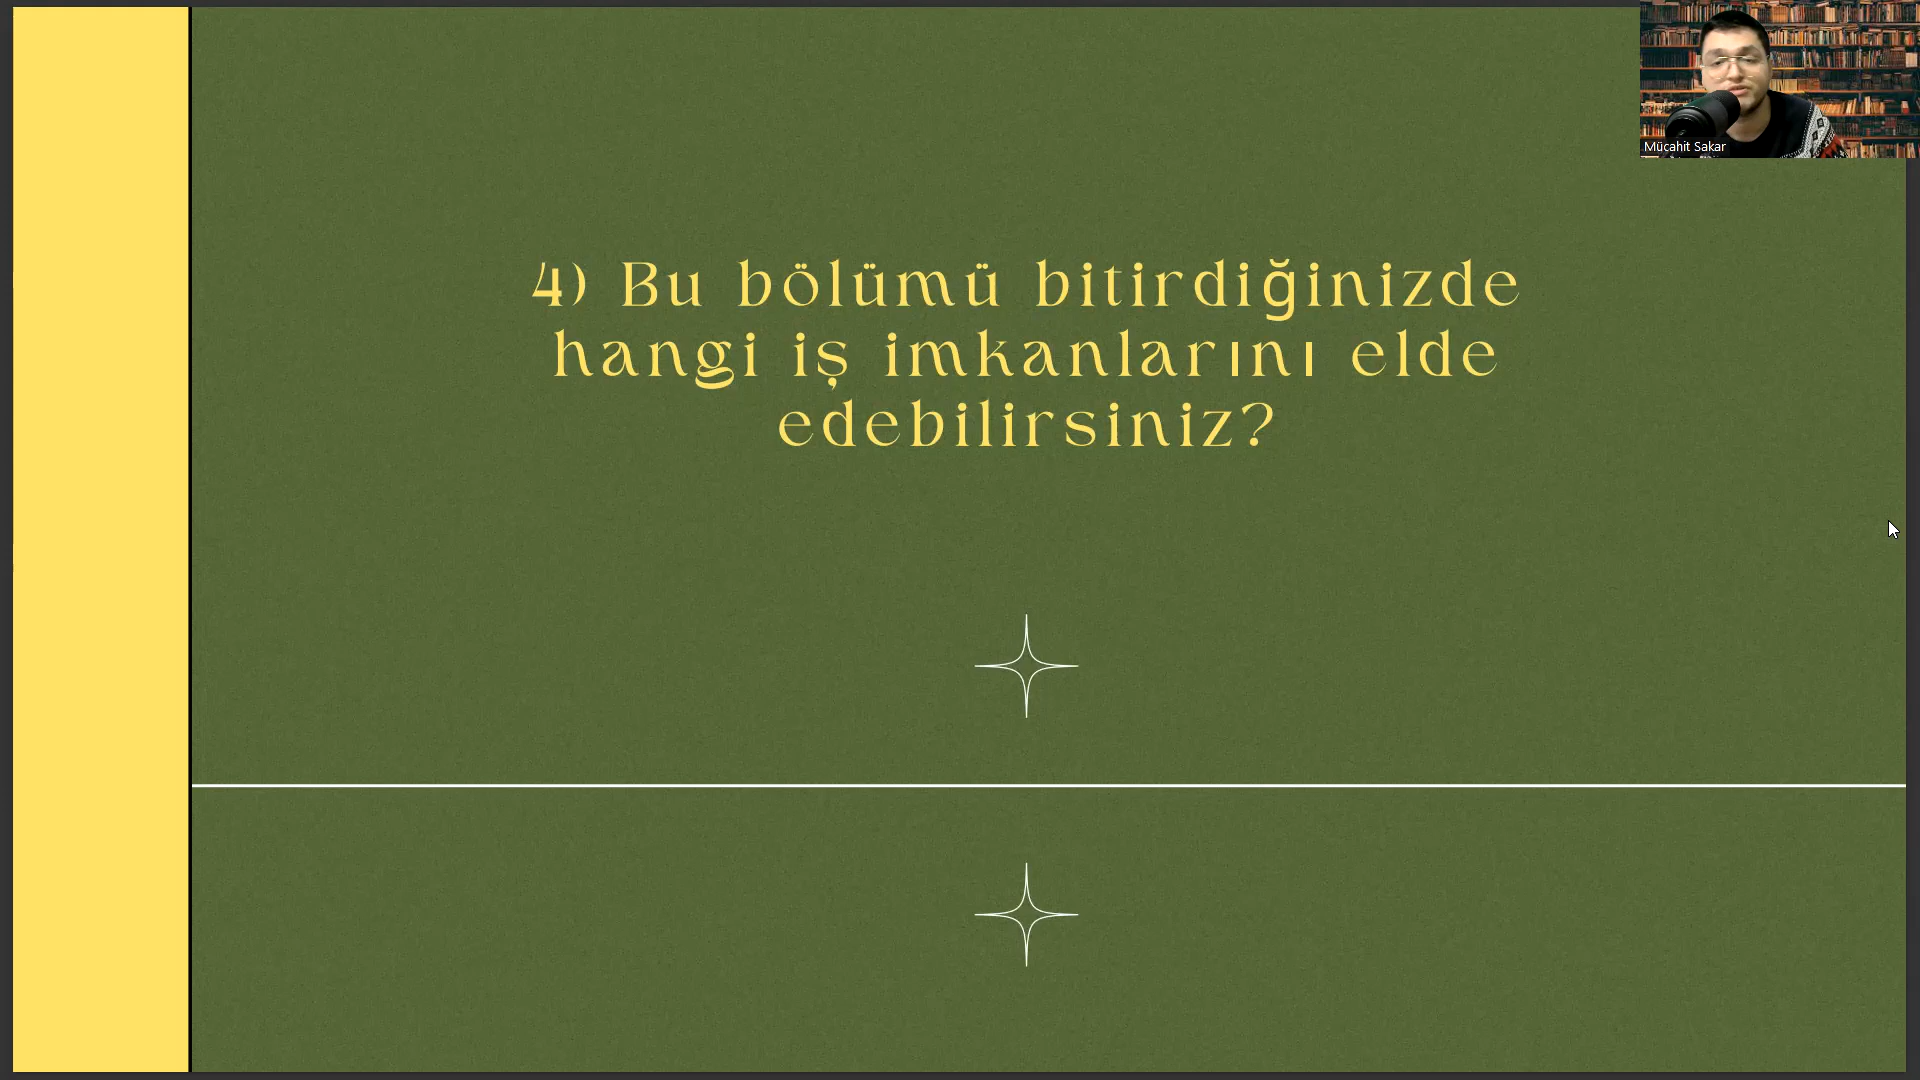 4) Bu bölümü bitirdiğinizde
hangi iş imkanlarını elde
edebilirsiniz?
Mücahit Sakar